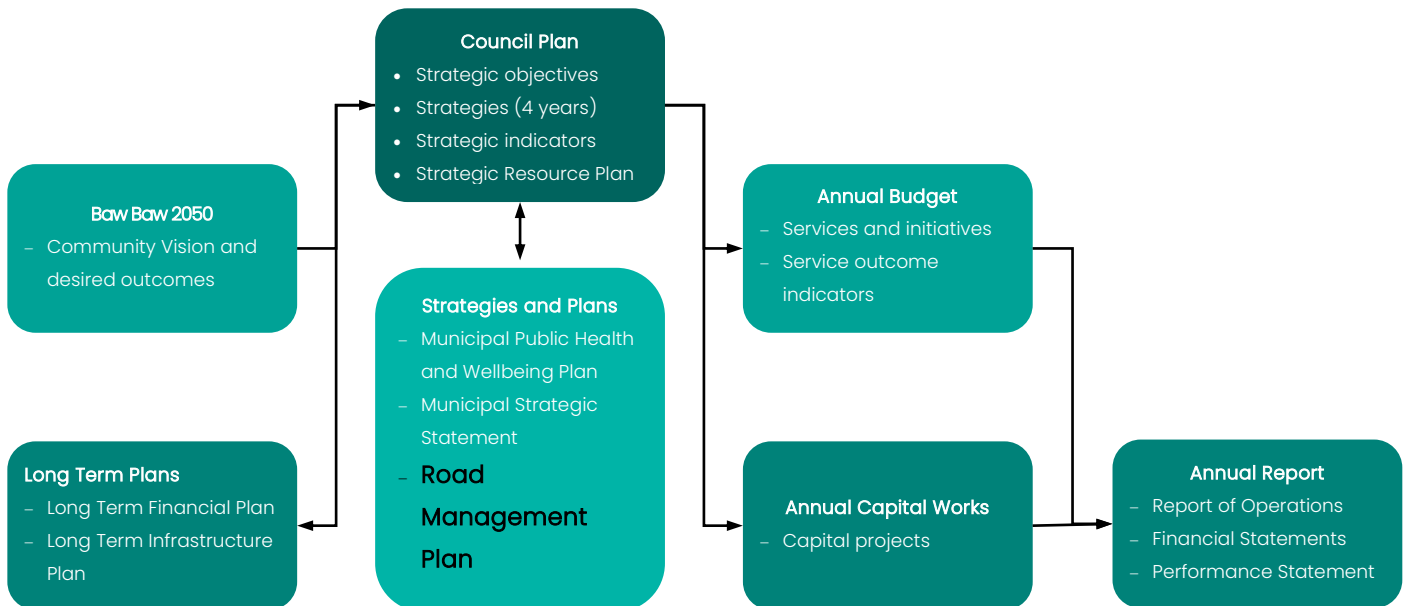 Council Plan
• Strategic objectives
• Strategies (4 years)
• Strategic indicators
• Strategic Resource Plan
Baw Baw 2050
– Community Vision and
desired outcomes
Annual Budget
– Services and initiatives
– Service outcome
indicators
Strategies and Plans
– Municipal Public Health
and Wellbeing Plan
– Municipal Strategic
Statement
– Road
Management
Plan
Long Term Plans
– Long Term Financial Plan
– Long Term Infrastructure
Plan
Annual Capital Works
– Capital projects
Annual Report
– Report of Operations
– Financial Statements
– Performance Statement